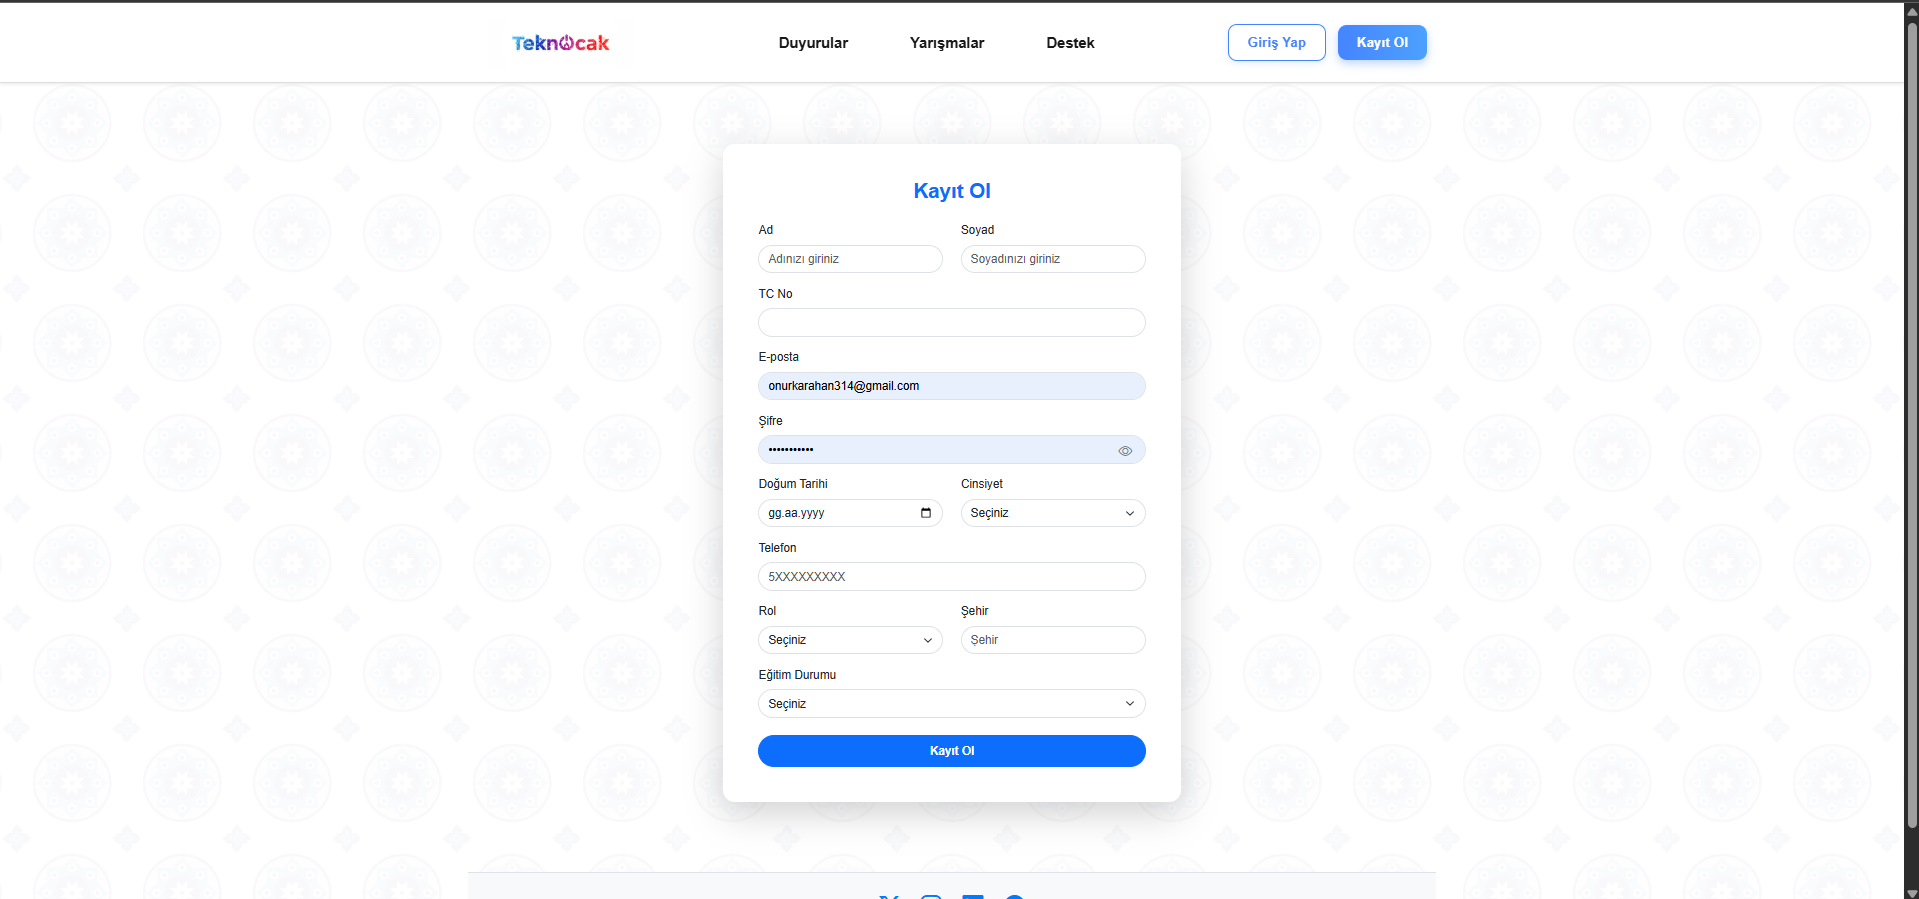 Teknocak
Duyurular Yarışmalar Destek Giriş Yap Kayıt Ol
Kayıt Ol
Ad Soyad
Adınızı giriniz Soyadınızı giriniz
TC No
E-posta
onurkarahan314@gmail.com
Şifre
•••••••••••
Doğum Tarihi Cinsiyet
gg.aa.yyyy Seçiniz
Telefon
5XXXXXXXXX
Rol Şehir
Seçiniz Şehir
Eğitim Durumu
Seçiniz
Kayıt Ol